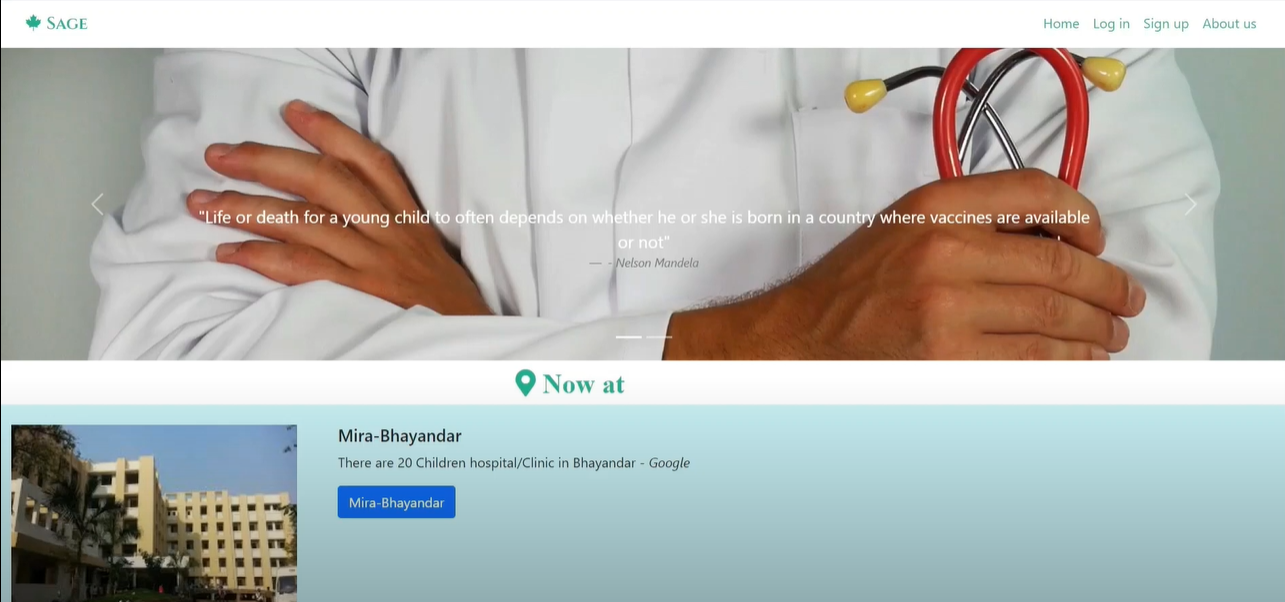 SAGE
Home Log in Sign up About us
"Life or death for a young child to often depends on whether he or she is born in a country where vaccines are available
or not"
— - Nelson Mandela
Now at
Mira-Bhayandar
There are 20 Children hospital/Clinic in Bhayandar - Google
Mira-Bhayandar